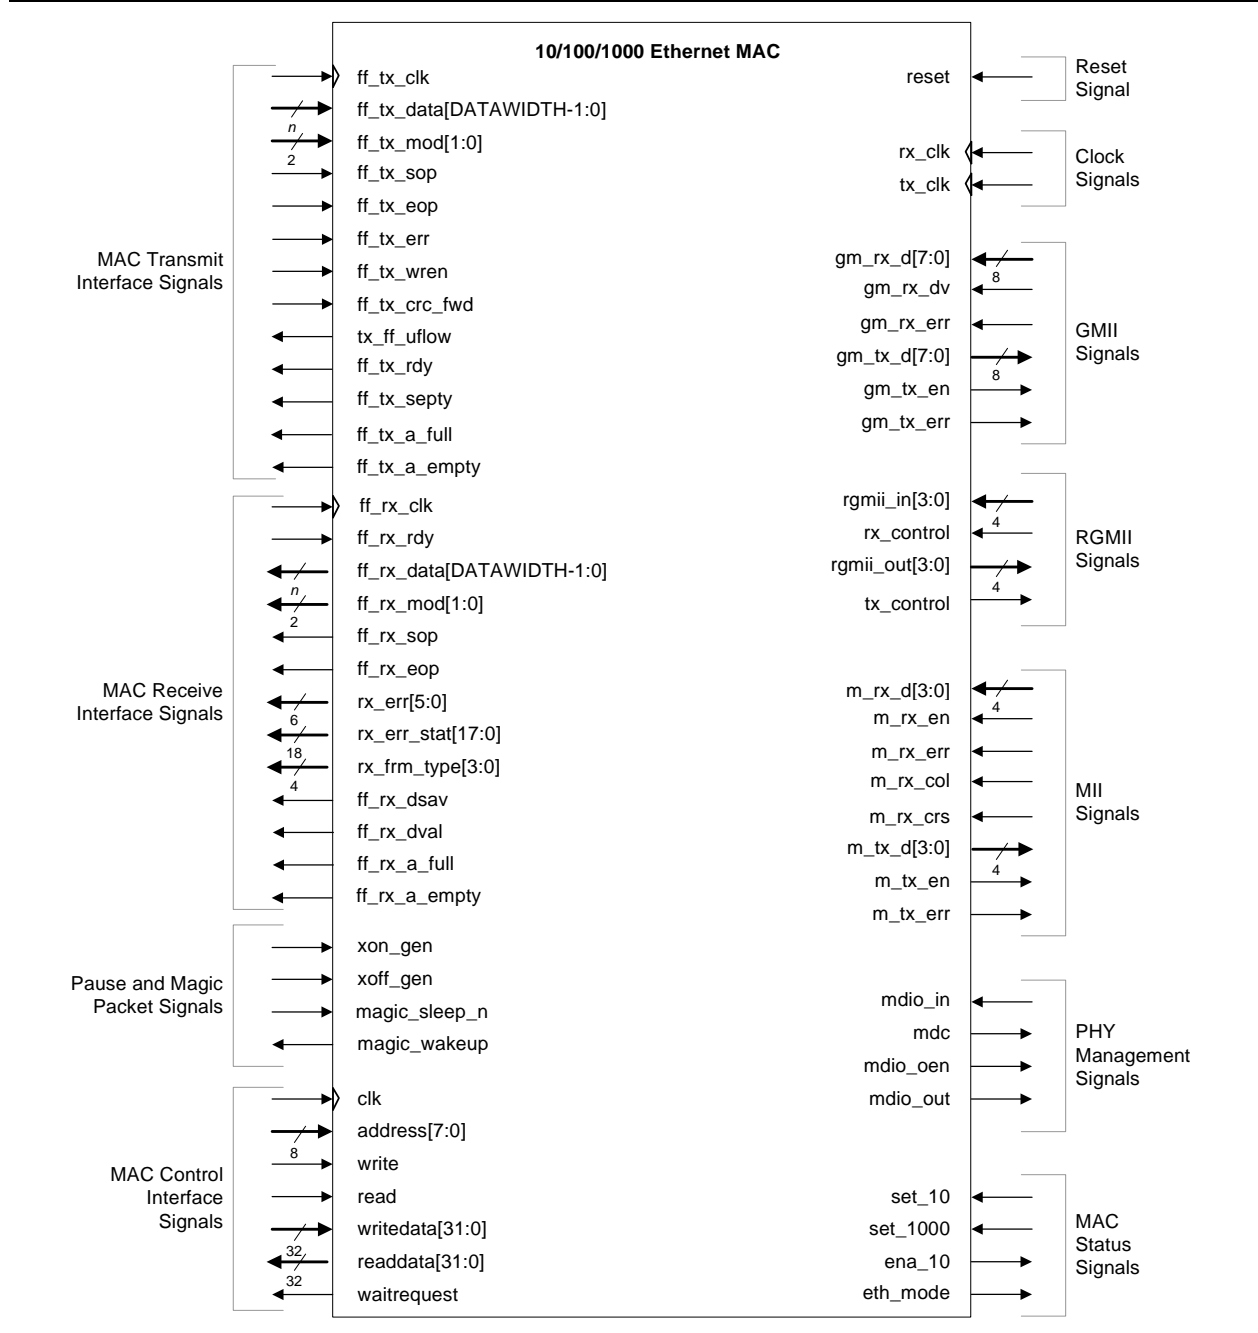 10/100/1000 Ethernet MAC
MAC Transmit
Interface Signals
ff_tx_clk
ff_tx_data[DATAWIDTH-1:0]
n
ff_tx_mod[1:0]
2
ff_tx_sop
ff_tx_eop
ff_tx_err
ff_tx_wren
ff_tx_crc_fwd
tx_ff_uflow
ff_tx_rdy
ff_tx_septy
ff_tx_a_full
ff_tx_a_empty
MAC Receive
Interface Signals
ff_rx_clk
ff_rx_rdy
ff_rx_data[DATAWIDTH-1:0]
n
ff_rx_mod[1:0]
2
ff_rx_sop
ff_rx_eop
rx_err[5:0]
6
rx_err_stat[17:0]
18
rx_frm_type[3:0]
4
ff_rx_dsav
ff_rx_dval
ff_rx_a_full
ff_rx_a_empty
Pause and Magic
Packet Signals
xon_gen
xoff_gen
magic_sleep_n
magic_wakeup
MAC Control
Interface
Signals
clk
address[7:0]
8
write
read
writedata[31:0]
32
readdata[31:0]
32
waitrequest
reset
Reset
Signal
rx_clk
tx_clk
Clock
Signals
gm_rx_d[7:0]
8
gm_rx_dv
gm_rx_err
gm_tx_d[7:0]
8
gm_tx_en
gm_tx_err
GMII
Signals
rgmii_in[3:0]
4
rx_control
rgmii_out[3:0]
4
tx_control
RGMII
Signals
m_rx_d[3:0]
4
m_rx_en
m_rx_err
m_rx_col
m_rx_crs
m_tx_d[3:0]
4
m_tx_en
m_tx_err
MII
Signals
mdio_in
mdc
mdio_oen
mdio_out
PHY
Management
Signals
set_10
set_1000
ena_10
eth_mode
MAC
Status
Signals